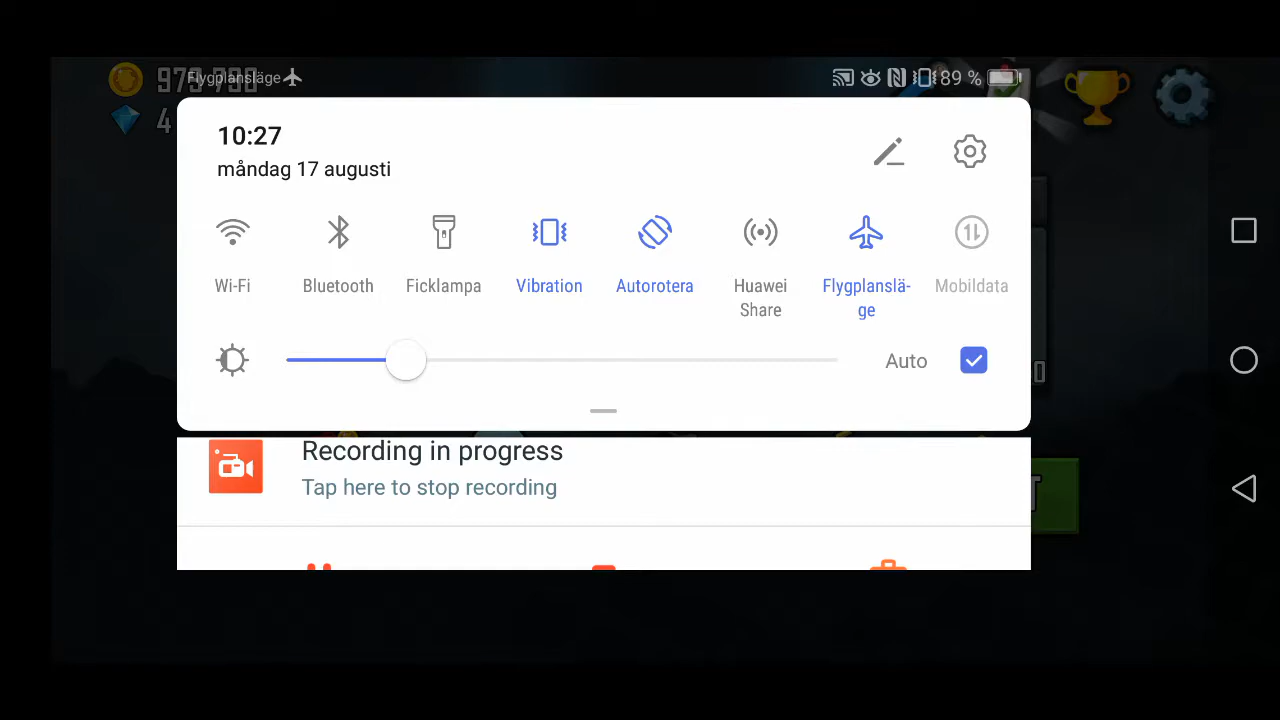 Flygplansläge
89 %
4
10:27
måndag 17 augusti
Wi-Fi
Bluetooth
Ficklampa
Vibration
Autorotera
Huawei
Share
Flygplanslä-
ge
Mobildata
Auto
Recording in progress
Tap here to stop recording